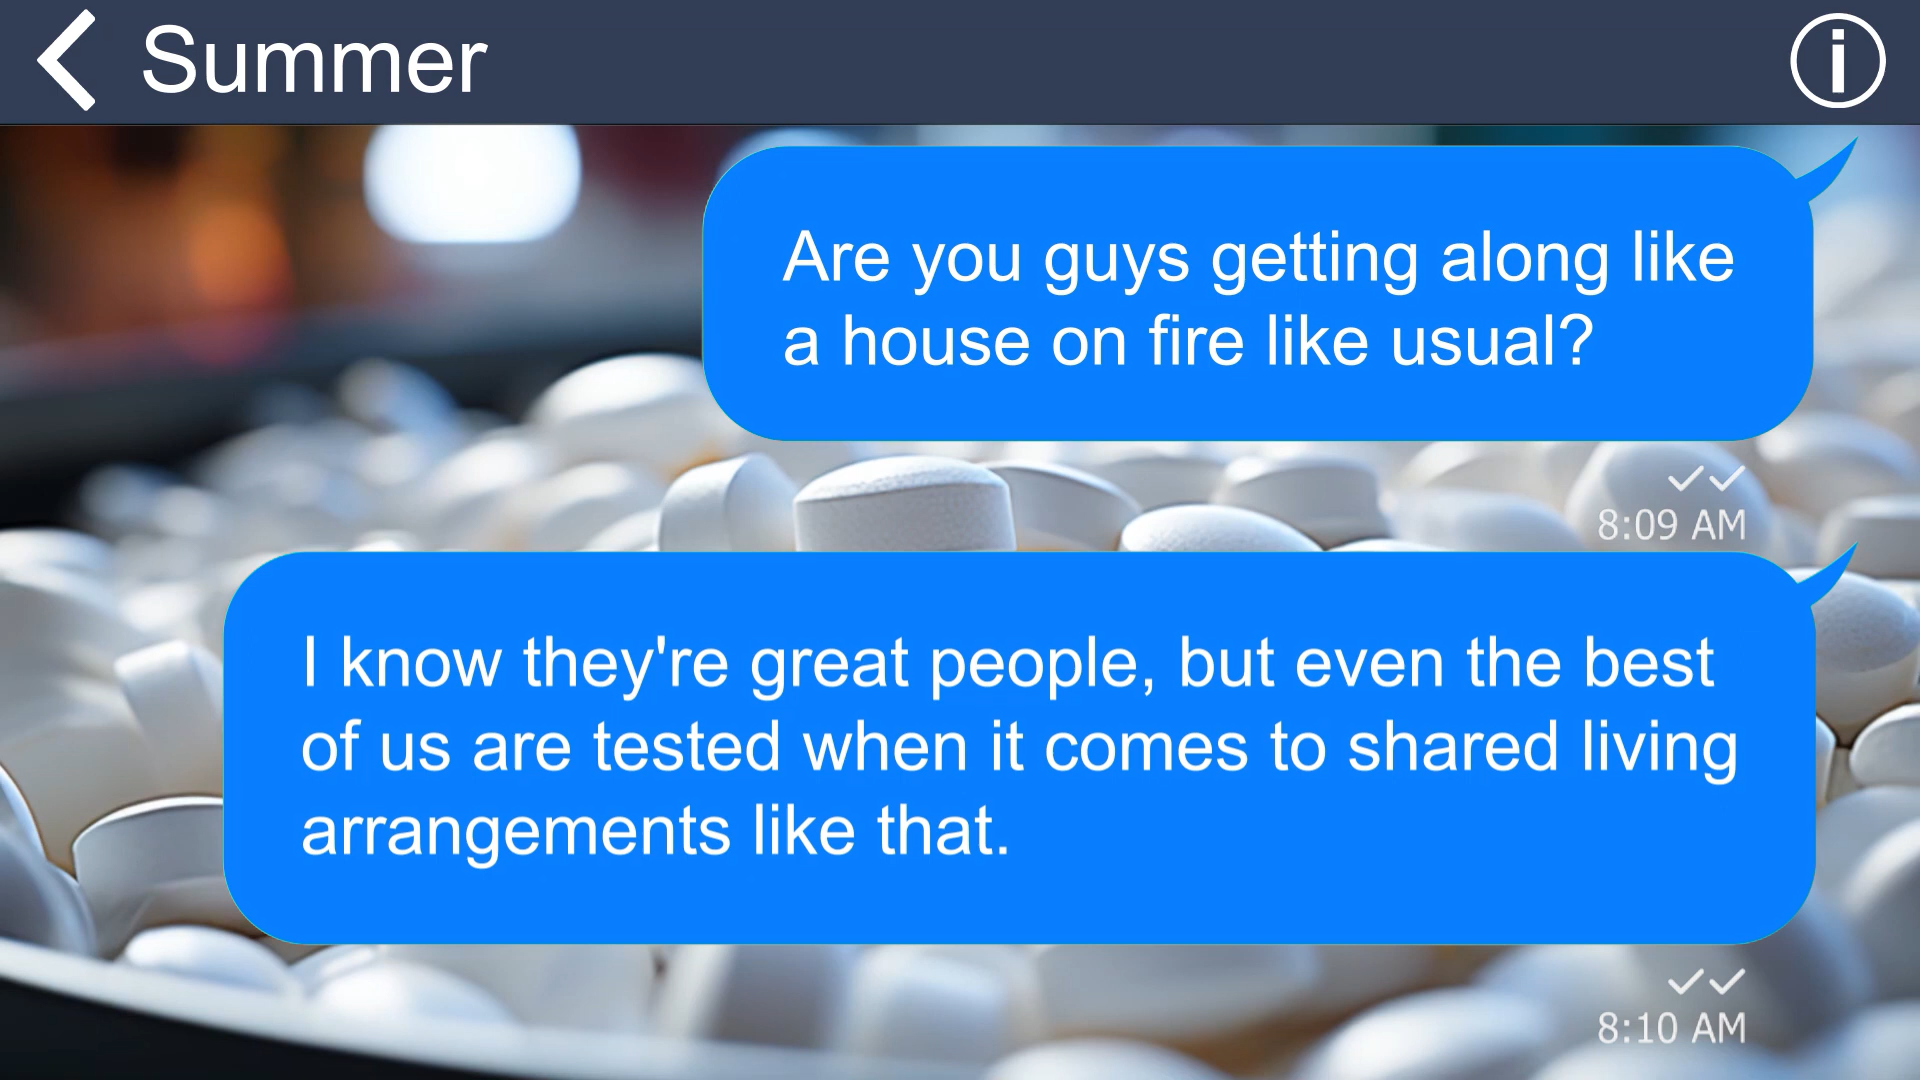 Summer
Are you guys getting along like
a house on fire like usual?
8:09 AM
I know they're great people, but even the best
of us are tested when it comes to shared living
arrangements like that.
8:10 AM